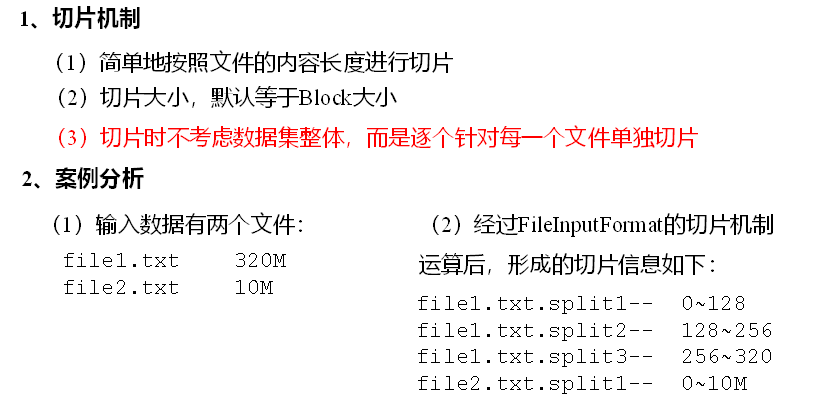 1、切片机制
（1）简单地按照文件的内容长度进行切片
（2）切片大小，默认等于Block大小
（3）切片时不考虑数据集整体，而是逐个针对每一个文件单独切片
2、案例分析
（1）输入数据有两个文件：
file1.txt    320M
file2.txt    10M
（2）经过FileInputFormat的切片机制
运算后，形成的切片信息如下：
file1.txt.split1--  0~128
file1.txt.split2--  128~256
file1.txt.split3--  256~320
file2.txt.split1--  0~10M